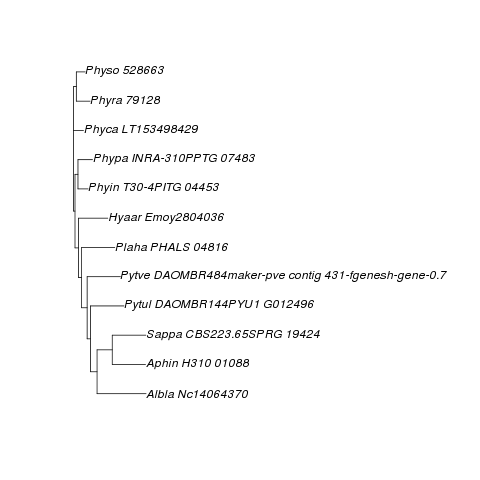 Physo 528663
Phyra 79128
Phyca LT153498429
Phypa INRA-310PPTG 07483
Phyin T30-4PITG 04453
Hyaar Emoy2804036
Plaha PHALS 04816
Pytve DAOMBR484maker-pve contig 431-fgenesh-gene-0.7
Pytul DAOMBR144PYU1 G012496
Sappa CBS223.65SPRG 19424
Aphin H310 01088
Albla Nc14064370